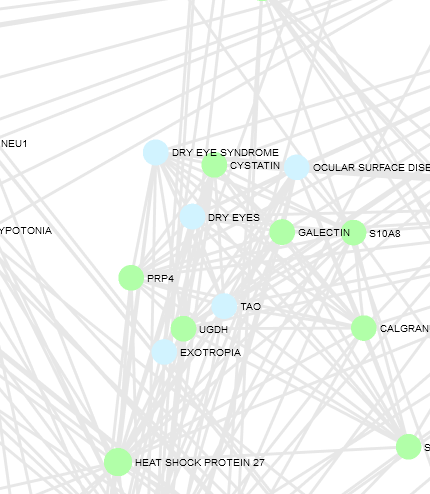 NEU1
DRY EYE SYNDROME
CYSTATIN
OCULAR SURFACE DISE
DRY EYES
YPOTONIA
GALECTIN
S10A8
PRP4
TAO
UGDH
CALGRAN
EXOTROPIA
S
HEAT SHOCK PROTEIN 27